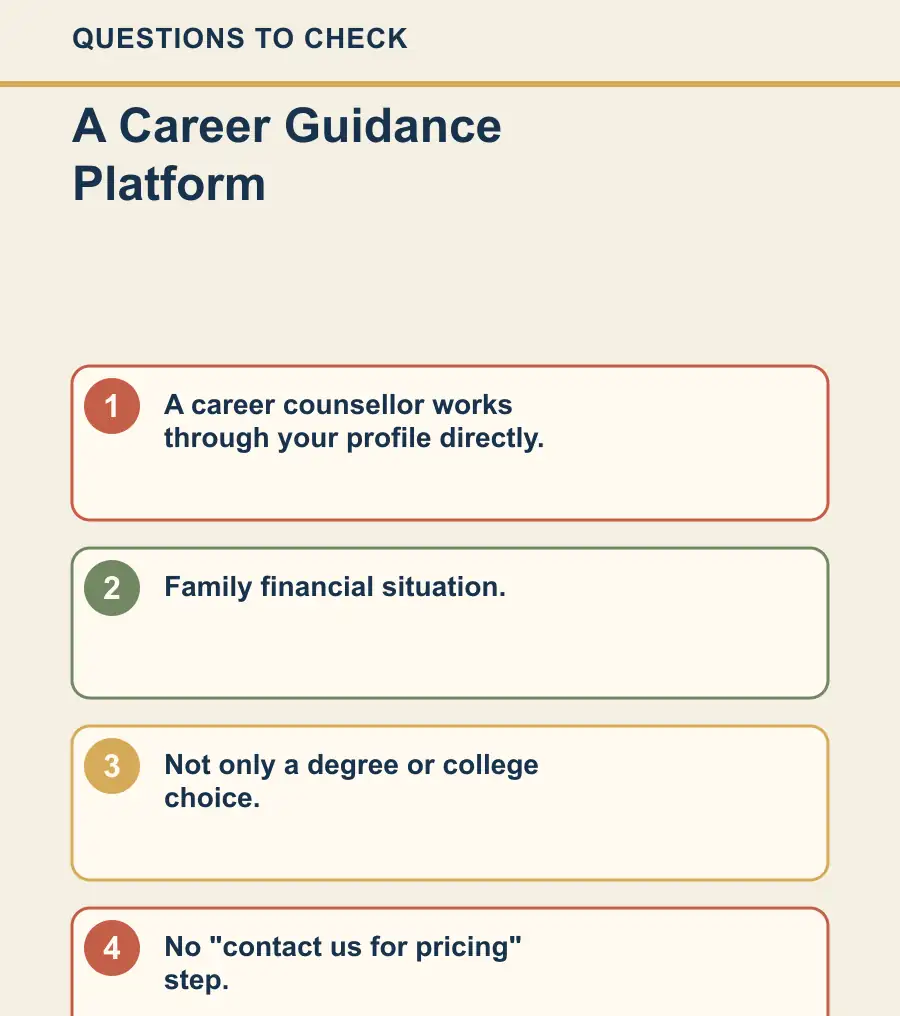 QUESTIONS TO CHECK
A Career Guidance
Platform
1
A career counsellor works
through your profile directly.
2
Family financial situation.
3
Not only a degree or college
choice.
4
No "contact us for pricing"
step.